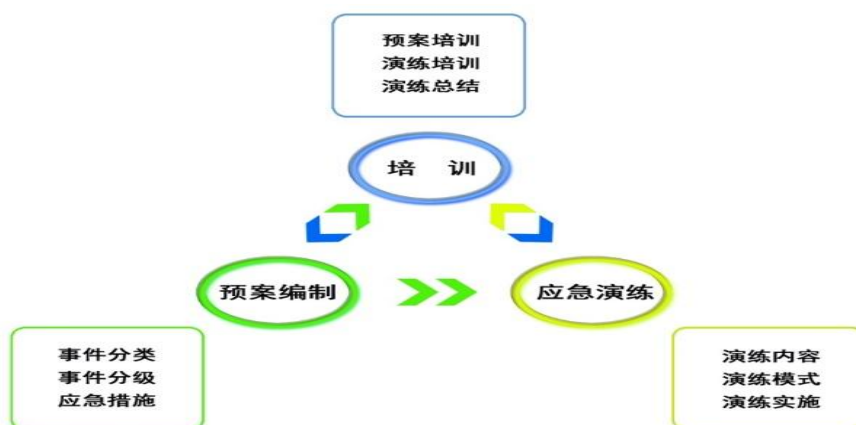 预案培训
演练培训
演练总结
培 训
预案编制
应急演练
事件分类
事件分级
应急措施
演练内容
演练模式
演练实施